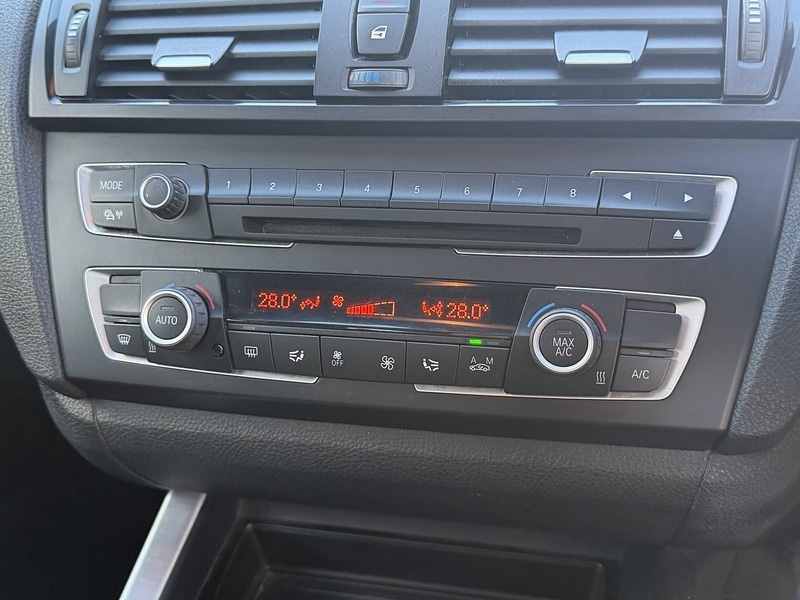 MODE 1 2 3 4 5 6 7 8
28.0° 28.0°
AUTO MAX
A/C
OFF A M A/C